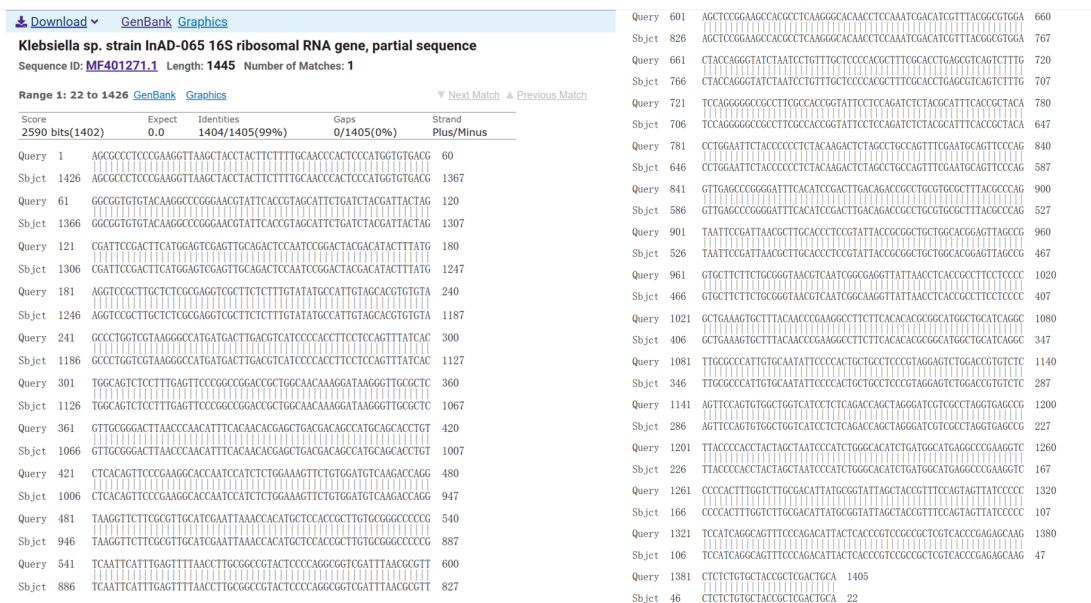 Download GenBank Graphics
Klebsiella sp. strain InAD-065 16S ribosomal RNA gene, partial sequence
Sequence ID: MF401271.1 Length: 1445 Number of Matches: 1
Range 1: 22 to 1426 GenBank Graphics ▼ Next Match ▲ Previous Match
Score Expect Identities Gaps Strand
2590 bits(1402) 0.0 1404/1405(99%) 0/1405(0%) Plus/Minus
Query 1 AGCGCCCTCCCGAAGGTTAAGCTACCTACTTCTTTTGCAACCCACTCCCATGGTGTGACG 60
Sbjct 1426 AGCGCCCTCCCGAAGGTTAAGCTACCTACTTCTTTTGCAACCCACTCCCATGGTGTGACG 1367
Query 61 GGCGGTGTGTACAAGGCCCGGGAACGTATTCACCGTAGCATTCTGATCTACGATTACTAG 120
Sbjct 1366 GGCGGTGTGTACAAGGCCCGGGAACGTATTCACCGTAGCATTCTGATCTACGATTACTAG 1307
Query 121 CGATTCCGACTTCATGGAGTCGAGTTGCAGACTCCAATCCGGACTACGACATACTTTATG 180
Sbjct 1306 CGATTCCGACTTCATGGAGTCGAGTTGCAGACTCCAATCCGGACTACGACATACTTTATG 1247
Query 181 AGGTCCGCTTGCTCTCGCGAGGTCGCTTCTCTTTGTATATGCCATTGTAGCACGTGTGTA 240
Sbjct 1246 AGGTCCGCTTGCTCTCGCGAGGTCGCTTCTCTTTGTATATGCCATTGTAGCACGTGTGTA 1187
Query 241 GCCCTGGTCGTAAGGGCCATGATGACTTGACGTCATCCCCACCTTCCTCCAGTTTATCAC 300
Sbjct 1186 GCCCTGGTCGTAAGGGCCATGATGACTTGACGTCATCCCCACCTTCCTCCAGTTTATCAC 1127
Query 301 TGGCAGTCTCCTTTGAGTTCCCGGCCGGACCGCTGGCAACAAAGGATAAGGGTTGCGCTC 360
Sbjct 1126 TGGCAGTCTCCTTTGAGTTCCCGGCCGGACCGCTGGCAACAAAGGATAAGGGTTGCGCTC 1067
Query 361 GTTGCGGGACTTAACCCAACATTTCACAACACGAGCTGACGACAGCCATGCAGCACCTGT 420
Sbjct 1066 GTTGCGGGACTTAACCCAACATTTCACAACACGAGCTGACGACAGCCATGCAGCACCTGT 1007
Query 421 CTCACAGTTCCCGAAGGCACCAATCCATCTCTGGAAAGTTCTGTGGATGTCAAGACCAGG 480
Sbjct 1006 CTCACAGTTCCCGAAGGCACCAATCCATCTCTGGAAAGTTCTGTGGATGTCAAGACCAGG 947
Query 481 TAAGGTTCTTCGCGTTGCATCGAATTAAACCACATGCTCCACCGCTTGTGCGGGCCCCCG 540
Sbjct 946 TAAGGTTCTTCGCGTTGCATCGAATTAAACCACATGCTCCACCGCTTGTGCGGGCCCCCG 887
Query 541 TCAATTCATTTGAGTTTTAACCTTGCGGCCGTACTCCCCAGGCGGTCGATTTAACGCGTT 600
Sbjct 886 TCAATTCATTTGAGTTTTAACCTTGCGGCCGTACTCCCCAGGCGGTCGATTTAACGCGTT 827
Query 601 AGCTCCGGAAGCCACGCCTCAAGGGCACAACCTCCAAATCGACATCGTTTACGGCGTGGA 660
Sbjct 826 AGCTCCGGAAGCCACGCCTCAAGGGCACAACCTCCAAATCGACATCGTTTACGGCGTGGA 767
Query 661 CTACCAGGGTATCTAATCCTGTTTGCTCCCCACGCTTTCGCACCTGAGCGTCAGTCTTTG 720
Sbjct 766 CTACCAGGGTATCTAATCCTGTTTGCTCCCCACGCTTTCGCACCTGAGCGTCAGTCTTTG 707
Query 721 TCCAGGGGGCCGCCTTCGCCACCGGTATTCCTCCAGATCTCTACGCATTTCACCGCTACA 780
Sbjct 706 TCCAGGGGGCCGCCTTCGCCACCGGTATTCCTCCAGATCTCTACGCATTTCACCGCTACA 647
Query 781 CCTGGAATTCTACCCCCCTCTACAAGACTCTAGCCTGCCAGTTTCGAATGCAGTTCCCAG 840
Sbjct 646 CCTGGAATTCTACCCCCCTCTACAAGACTCTAGCCTGCCAGTTTCGAATGCAGTTCCCAG 587
Query 841 GTTGAGCCCGGGGATTTCACATCCGACTTGACAGACCGCCTGCGTGCGCTTTACGCCCAG 900
Sbjct 586 GTTGAGCCCGGGGATTTCACATCCGACTTGACAGACCGCCTGCGTGCGCTTTACGCCCAG 527
Query 901 TAATTCCGATTAACGCTTGCACCCTCCGTATTACCGCGGCTGCTGGCACGGAGTTAGCCG 960
Sbjct 526 TAATTCCGATTAACGCTTGCACCCTCCGTATTACCGCGGCTGCTGGCACGGAGTTAGCCG 467
Query 961 GTGCTTCTTCTGCGGGTAACGTCAATCGGCGAGGTTATTAACCTCACCGCCTTCCTCCCC 1020
Sbjct 466 GTGCTTCTTCTGCGGGTAACGTCAATCGGCAAGGTTATTAACCTCACCGCCTTCCTCCCC 407
Query 1021 GCTGAAAGTGCTTTACAACCCGAAGGCCTTCTTCACACACGCGGCATGGCTGCATCAGGC 1080
Sbjct 406 GCTGAAAGTGCTTTACAACCCGAAGGCCTTCTTCACACACGCGGCATGGCTGCATCAGGC 347
Query 1081 TTGCGCCCATTGTGCAATATTCCCCACTGCTGCCTCCCGTAGGAGTCTGGACCGTGTCTC 1140
Sbjct 346 TTGCGCCCATTGTGCAATATTCCCCACTGCTGCCTCCCGTAGGAGTCTGGACCGTGTCTC 287
Query 1141 AGTTCCAGTGTGGCTGGTCATCCTCTCAGACCAGCTAGGGATCGTCGCCTAGGTGAGCCG 1200
Sbjct 286 AGTTCCAGTGTGGCTGGTCATCCTCTCAGACCAGCTAGGGATCGTCGCCTAGGTGAGCCG 227
Query 1201 TTACCCCACCTACTAGCTAATCCCATCTGGGCACATCTGATGGCATGAGGCCCGAAGGTC 1260
Sbjct 226 TTACCCCACCTACTAGCTAATCCCATCTGGGCACATCTGATGGCATGAGGCCCGAAGGTC 167
Query 1261 CCCCACTTTGGTCTTGCGACATTATGCGGTATTAGCTACCGTTTCCAGTAGTTATCCCCC 1320
Sbjct 166 CCCCACTTTGGTCTTGCGACATTATGCGGTATTAGCTACCGTTTCCAGTAGTTATCCCCC 107
Query 1321 TCCATCAGGCAGTTTCCCAGACATTACTCACCCGTCCGCCGCTCGTCACCCGAGAGCAAG 1380
Sbjct 106 TCCATCAGGCAGTTTCCCAGACATTACTCACCCGTCCGCCGCTCGTCACCCGAGAGCAAG 47
Query 1381 CTCTCTGTGCTACCGCTCGACTGCA 1405
Sbjct 46 CTCTCTGTGCTACCGCTCGACTGCA 22